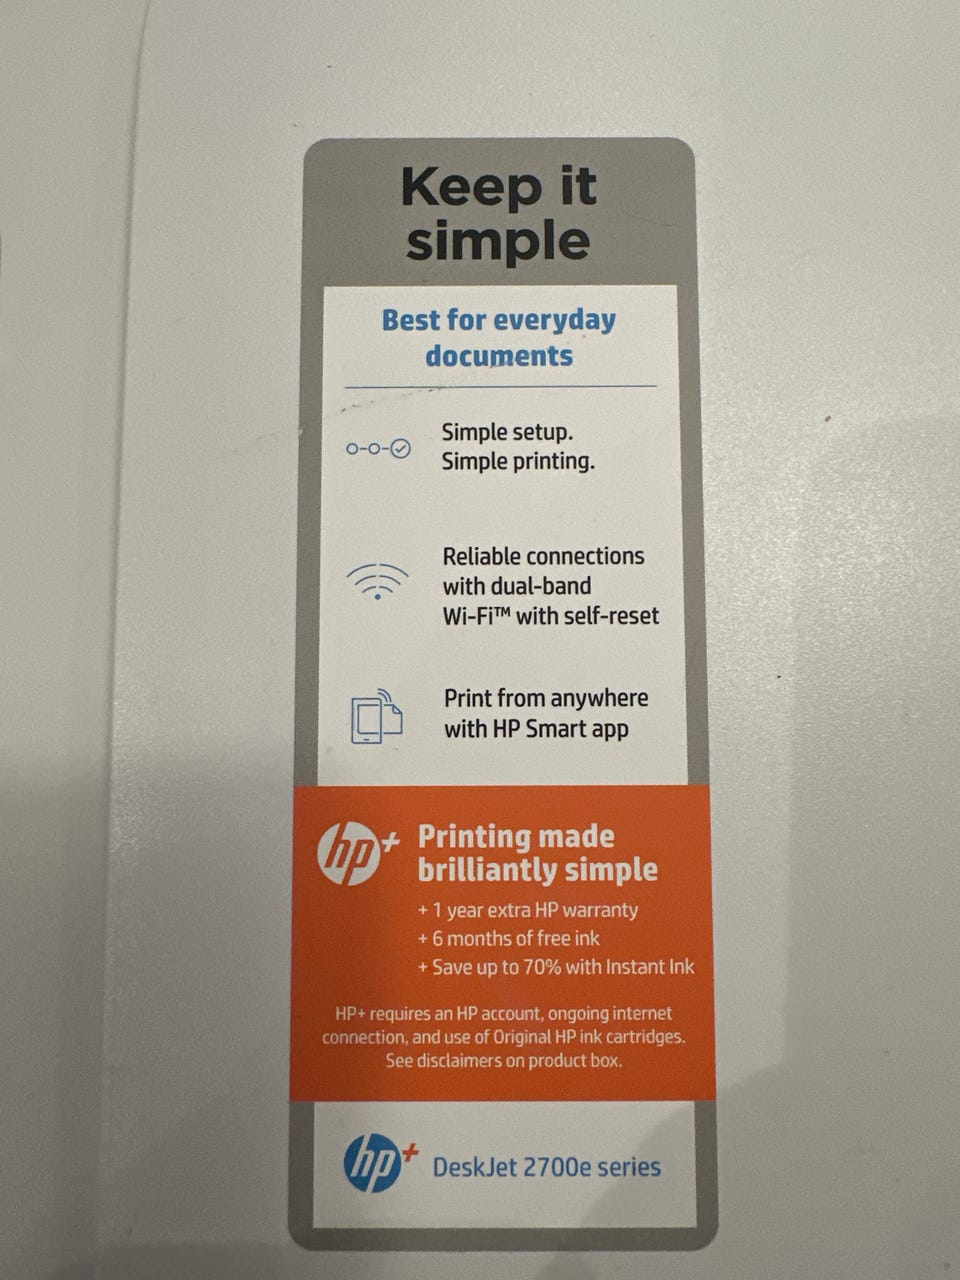 Keep it
simple
Best for everyday
documents
Simple setup.
Simple printing.
Reliable connections
with dual-band
Wi-Fi™ with self-reset
Print from anywhere
with HP Smart app
hp+
Printing made
brilliantly simple
+ 1 year extra HP warranty
+ 6 months of free ink
+ Save up to 70% with Instant Ink
HP+ requires an HP account, ongoing internet
connection, and use of Original HP ink cartridges.
See disclaimers on product box.
hp+ DeskJet 2700e series